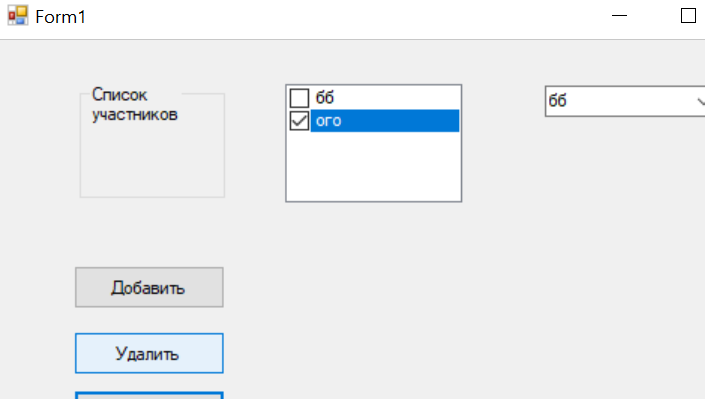 Form1
Список
участников
бб
ого
бб
Добавить
Удалить